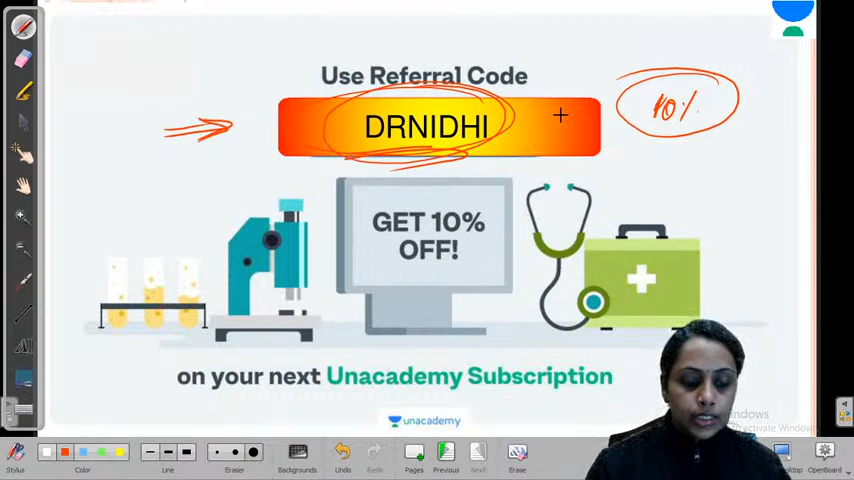 Use Referral Code
DRNIDHI
10%
GET 10%
OFF!
on your next Unacademy Subscription
unacademy
Stylus
Color
Line
Eraser
Backgrounds
Undo
Redo
Pages
Previous
Next
Erase
OpenBoard